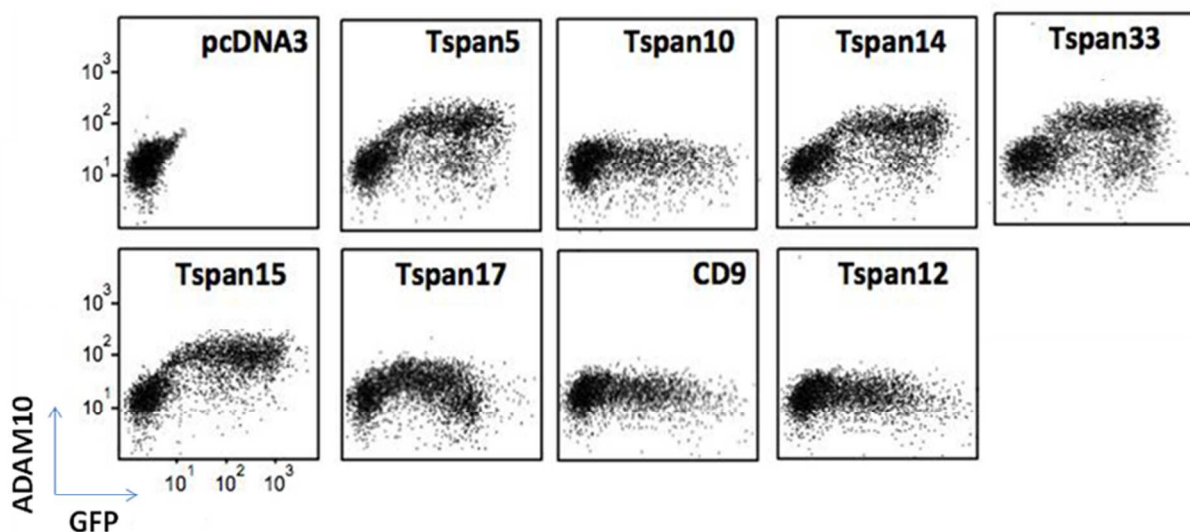 pcDNA3
Tspan5
Tspan10
Tspan14
Tspan33
10³
10²
10¹
Tspan15
Tspan17
CD9
Tspan12
10³
10²
10¹
10¹ 10² 10³
ADAM10
GFP